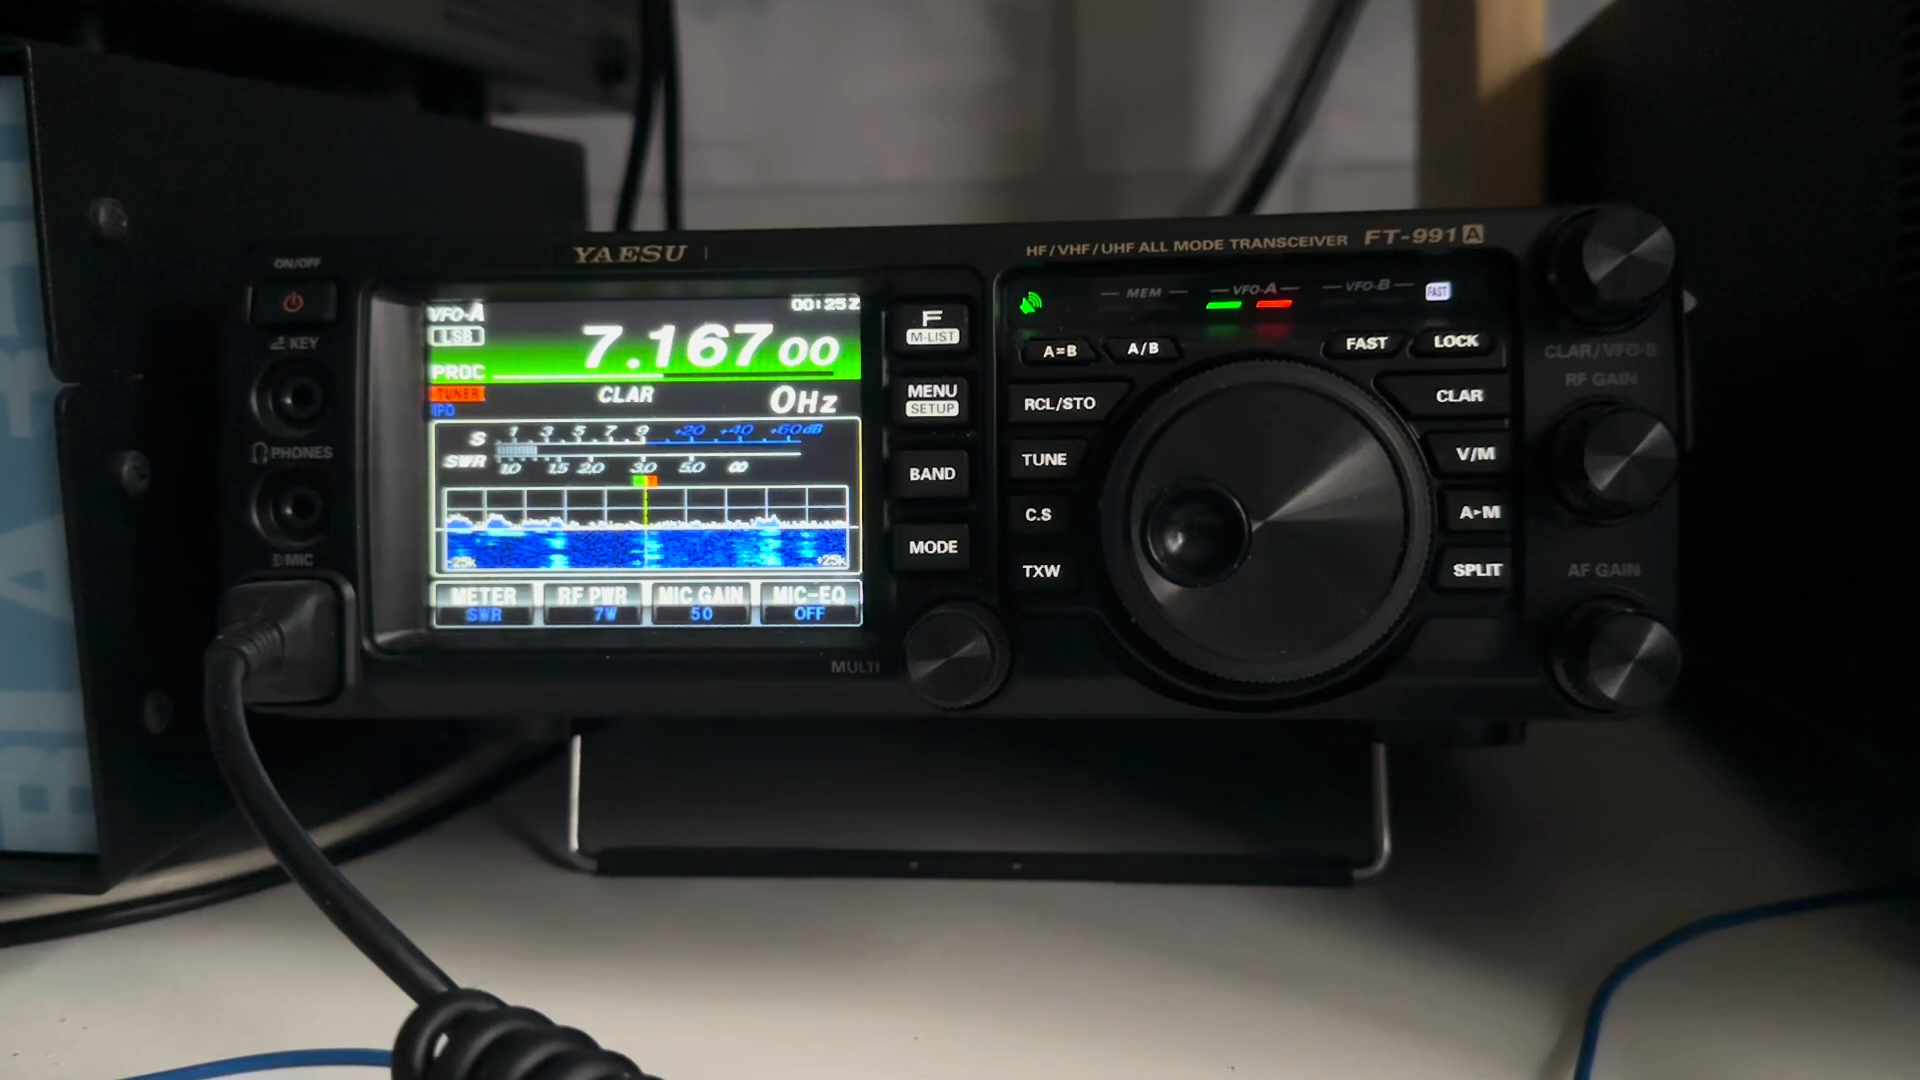 YAESU
HF/VHF/UHF ALL MODE TRANSCEIVER FT-991A
ON/OFF
KEY
PHONES
MIC
VFO-A
00:25Z
LSB
7.167 00
PROC
TUNER
IPO
CLAR
0Hz
S 1 3 5 7 9 +20 +40 +60dB
SWR 1.0 1.5 2.0 3.0 5.0 ∞
-25k
+25k
METER
SWR
RF PWR
7W
MIC GAIN
50
MIC-EQ
OFF
MULTI
F
M-LIST
MENU
SETUP
BAND
MODE
MEM
VFO-A
VFO-B
FAST
A=B
A/B
FAST
LOCK
RCL/STO
TUNE
C.S
TXW
CLAR
V/M
A▸M
SPLIT
CLAR/VFO-B
RF GAIN
AF GAIN